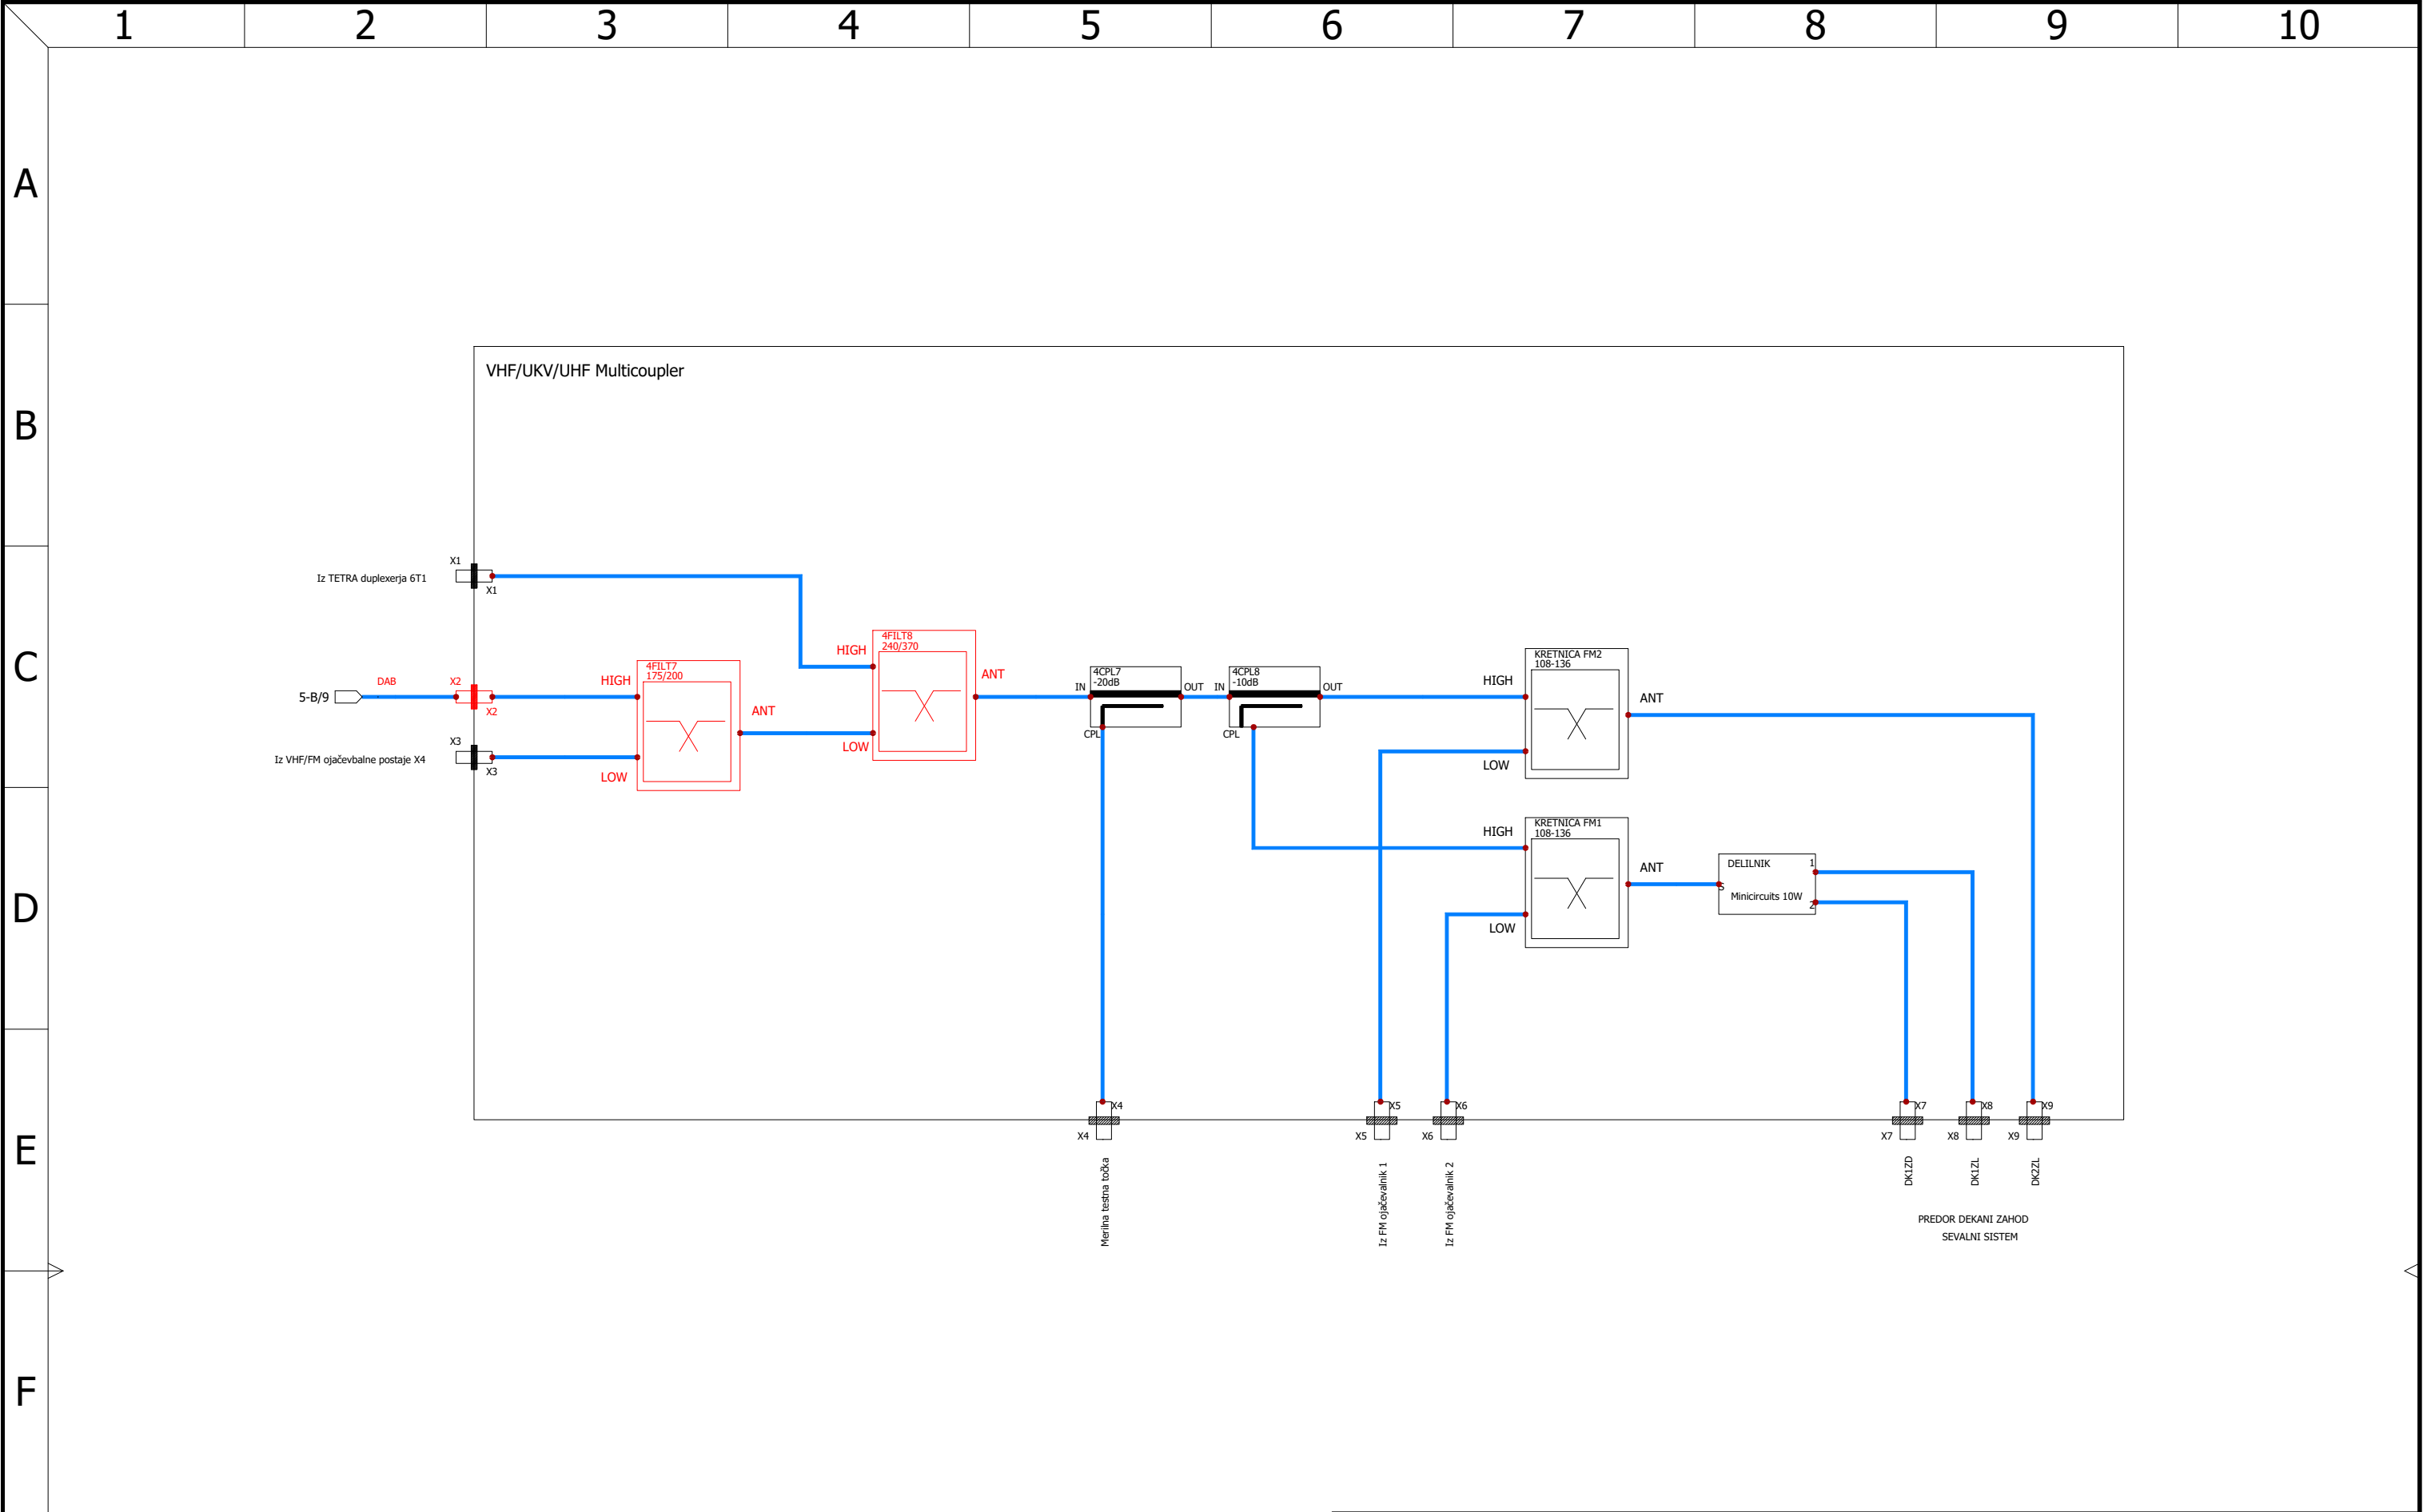 1 2 3 4 5 6 7 8 9 10
A
B
C
D
E
F
VHF/UKV/UHF Multicoupler
X1
Iz TETRA duplexerja 6T1
X1
DAB
X2
5-B/9
X2
X3
Iz VHF/FM ojačevbalne postaje X4
X3
HIGH
4FILT7
175/200
LOW
ANT
HIGH
4FILT8
240/370
LOW
ANT
4CPL7
-20dB
IN
OUT
CPL
4CPL8
-10dB
IN
OUT
CPL
KRETNICA FM2
108-136
HIGH
LOW
ANT
KRETNICA FM1
108-136
HIGH
LOW
ANT
DELILNIK
1
S
Minicircuits 10W
2
X4
X4
Merilna testna točka
X5
X5
Iz FM ojačevalnik 1
X6
X6
Iz FM ojačevalnik 2
X7
X7
DK1ZD
X8
X8
DK1ZL
X9
X9
DK2ZL
PREDOR DEKANI ZAHOD
SEVALNI SISTEM